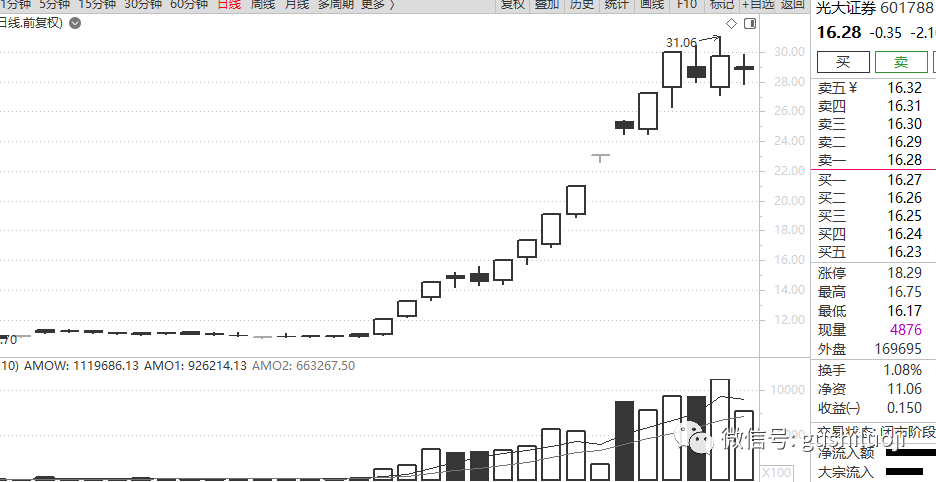 1分钟 5分钟 15分钟 30分钟 60分钟 日线 周线 月线 多周期 更多 〉 复权 叠加 历史 统计 画线 F10 标记 +自选 返回
日线,前复权)
31.06
30.00
28.00
26.00
24.00
22.00
20.00
18.00
16.00
14.00
12.00
.70
10) AMOW: 1119686.13 AMO1: 926214.13 AMO2: 663267.50
10000
X100
光大证券 601788
16.28 -0.35 -2.1
买 卖
卖五 ¥ 16.32
卖四 16.31
卖三 16.30
卖二 16.29
卖一 16.28
买一 16.27
买二 16.26
买三 16.25
买四 16.24
买五 16.23
涨停 18.29
最高 16.75
最低 16.17
现量 4876
外盘 169695
换手 1.08%
净资 11.06
收益㈠ 0.150
交易状态: 闭市阶段
净流入额
大宗流入
微信号: gushiluoji